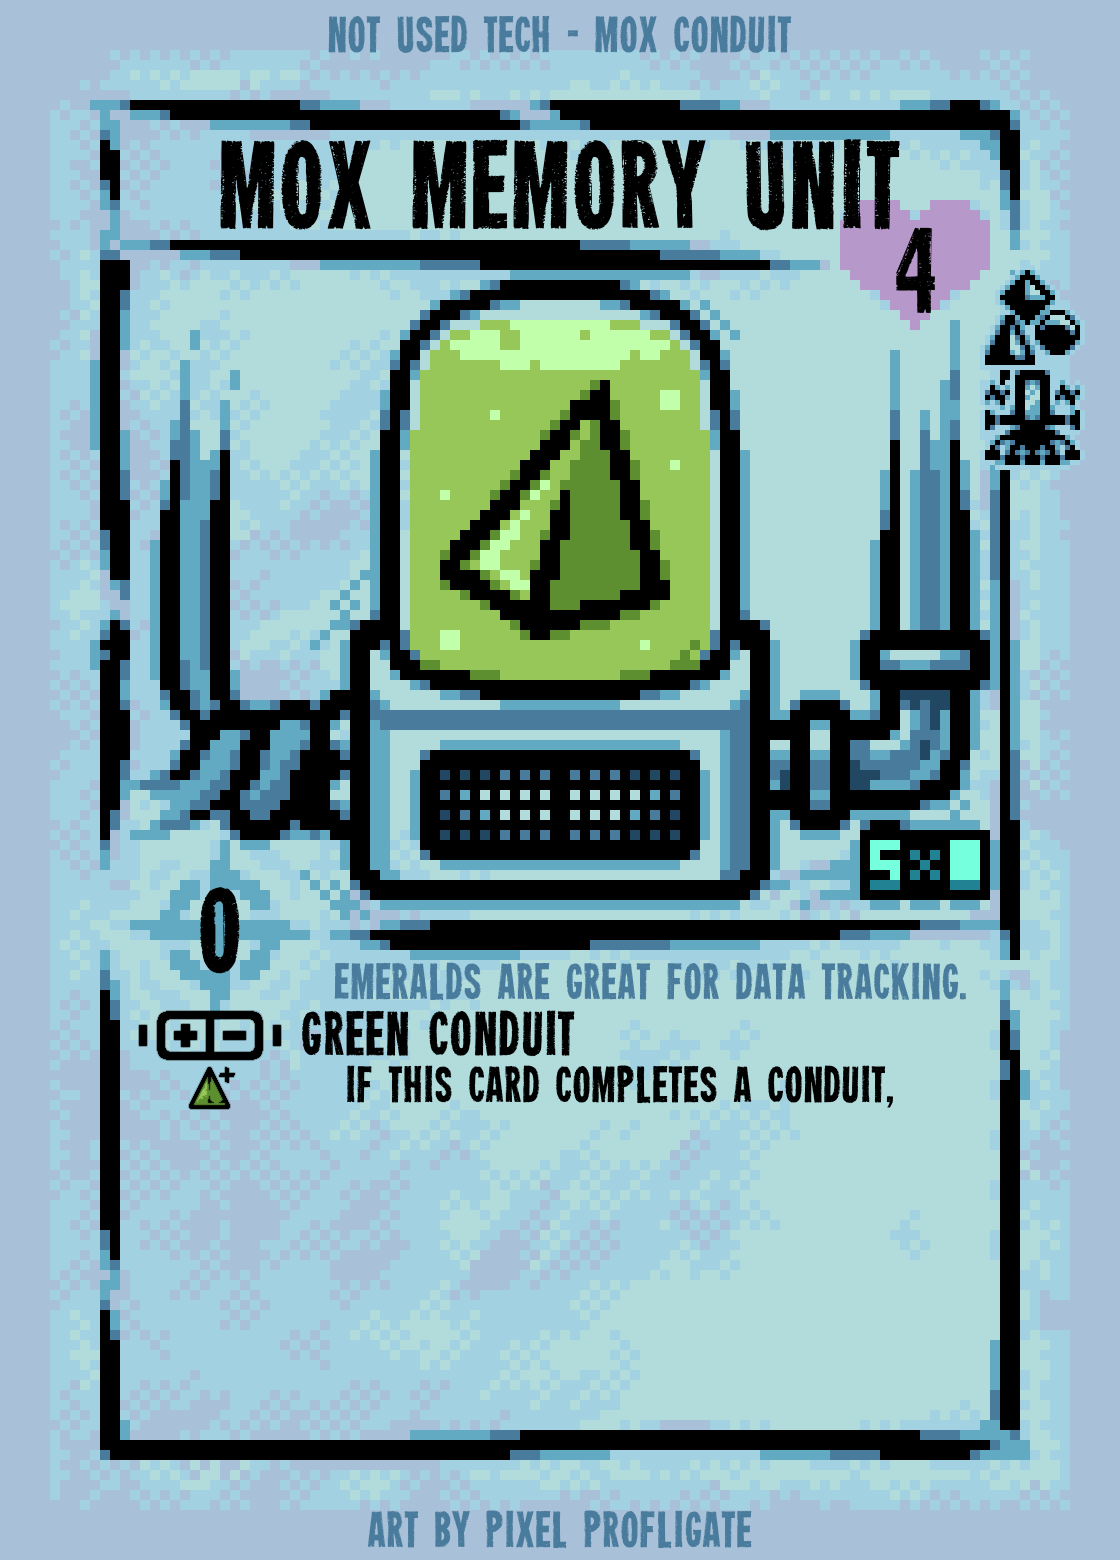 NOT USED TECH - MOX CONDUIT
MOX MEMORY UNIT
4
5x
0
EMERALDS ARE GREAT FOR DATA TRACKING.
GREEN CONDUIT
IF THIS CARD COMPLETES A CONDUIT,
ART BY PIXEL PROFLIGATE